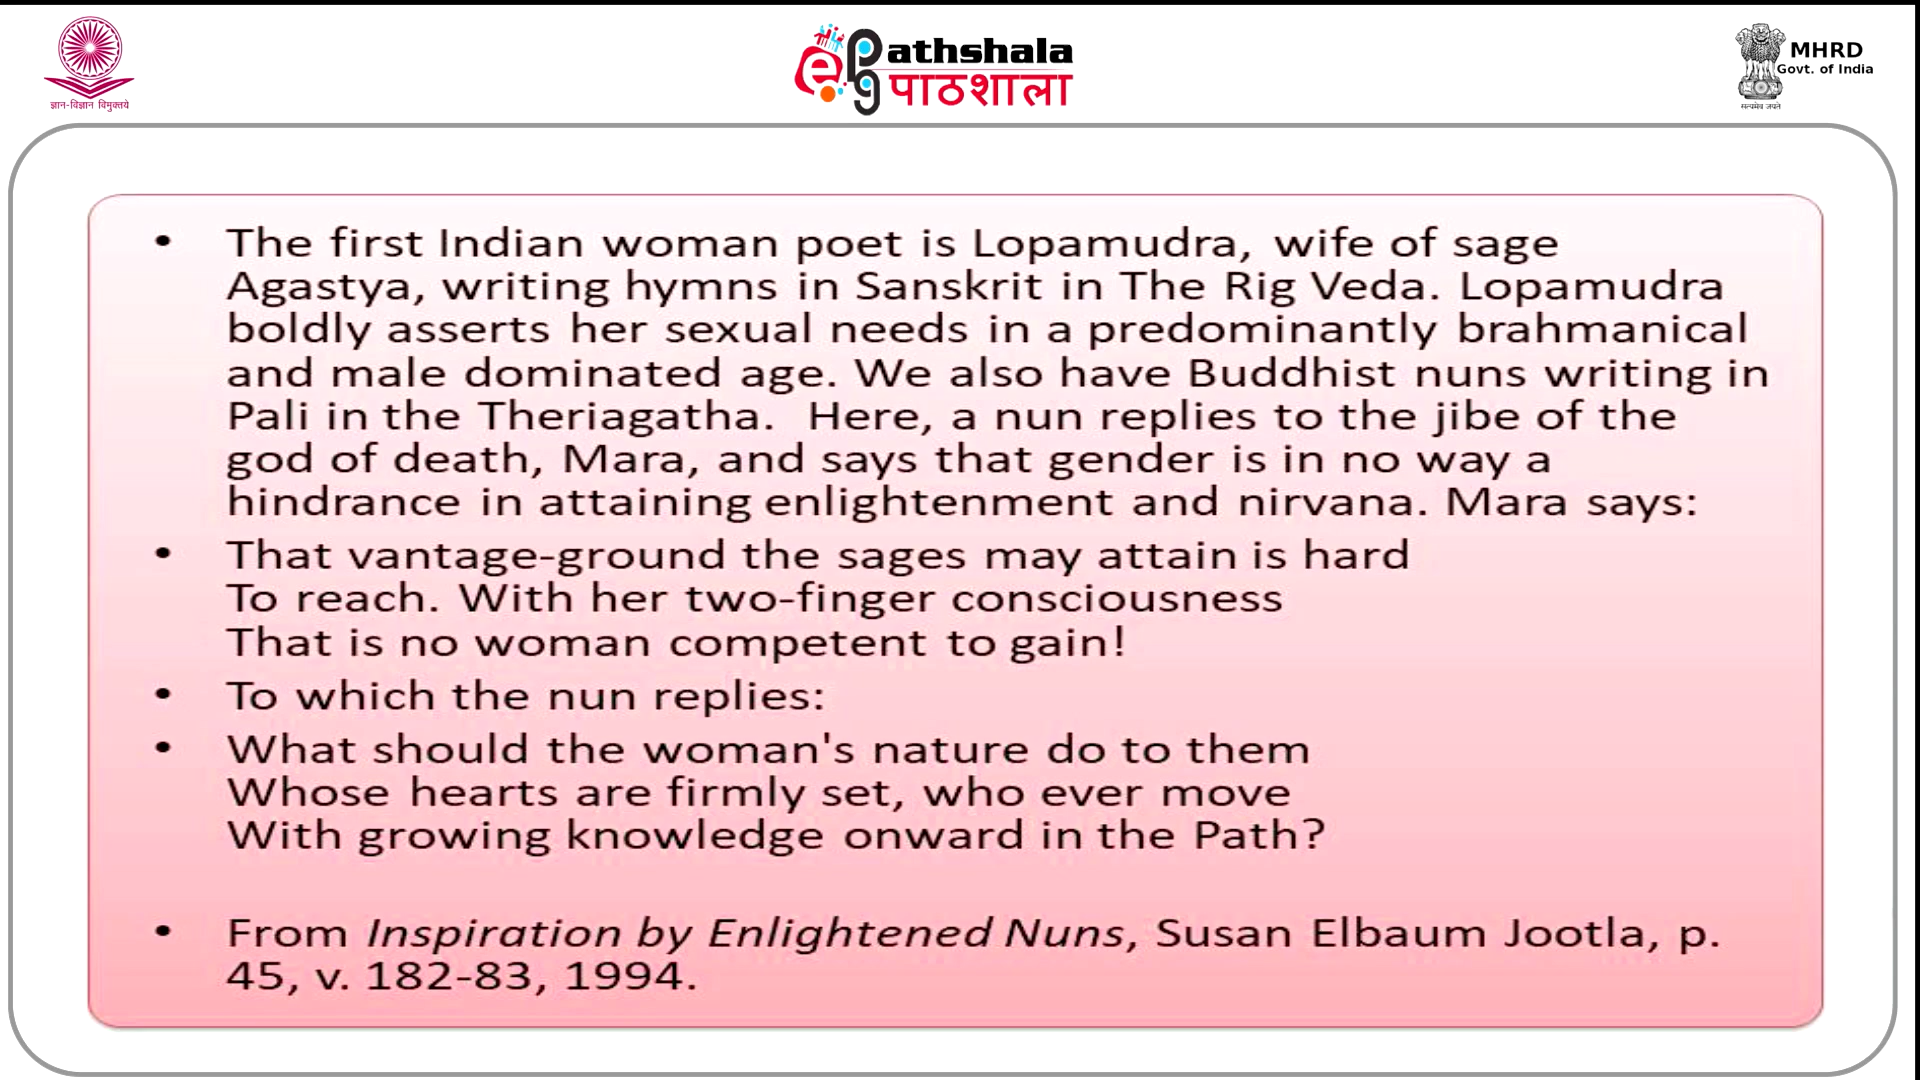 ज्ञान-विज्ञान विमुक्तये
e pg athshala
पाठशाला
MHRD
Govt. of India
सत्यमेव जयते
• The first Indian woman poet is Lopamudra, wife of sage
Agastya, writing hymns in Sanskrit in The Rig Veda. Lopamudra
boldly asserts her sexual needs in a predominantly brahmanical
and male dominated age. We also have Buddhist nuns writing in
Pali in the Theriagatha. Here, a nun replies to the jibe of the
god of death, Mara, and says that gender is in no way a
hindrance in attaining enlightenment and nirvana. Mara says:
• That vantage-ground the sages may attain is hard
To reach. With her two-finger consciousness
That is no woman competent to gain!
• To which the nun replies:
• What should the woman's nature do to them
Whose hearts are firmly set, who ever move
With growing knowledge onward in the Path?
• From Inspiration by Enlightened Nuns, Susan Elbaum Jootla, p.
45, v. 182-83, 1994.